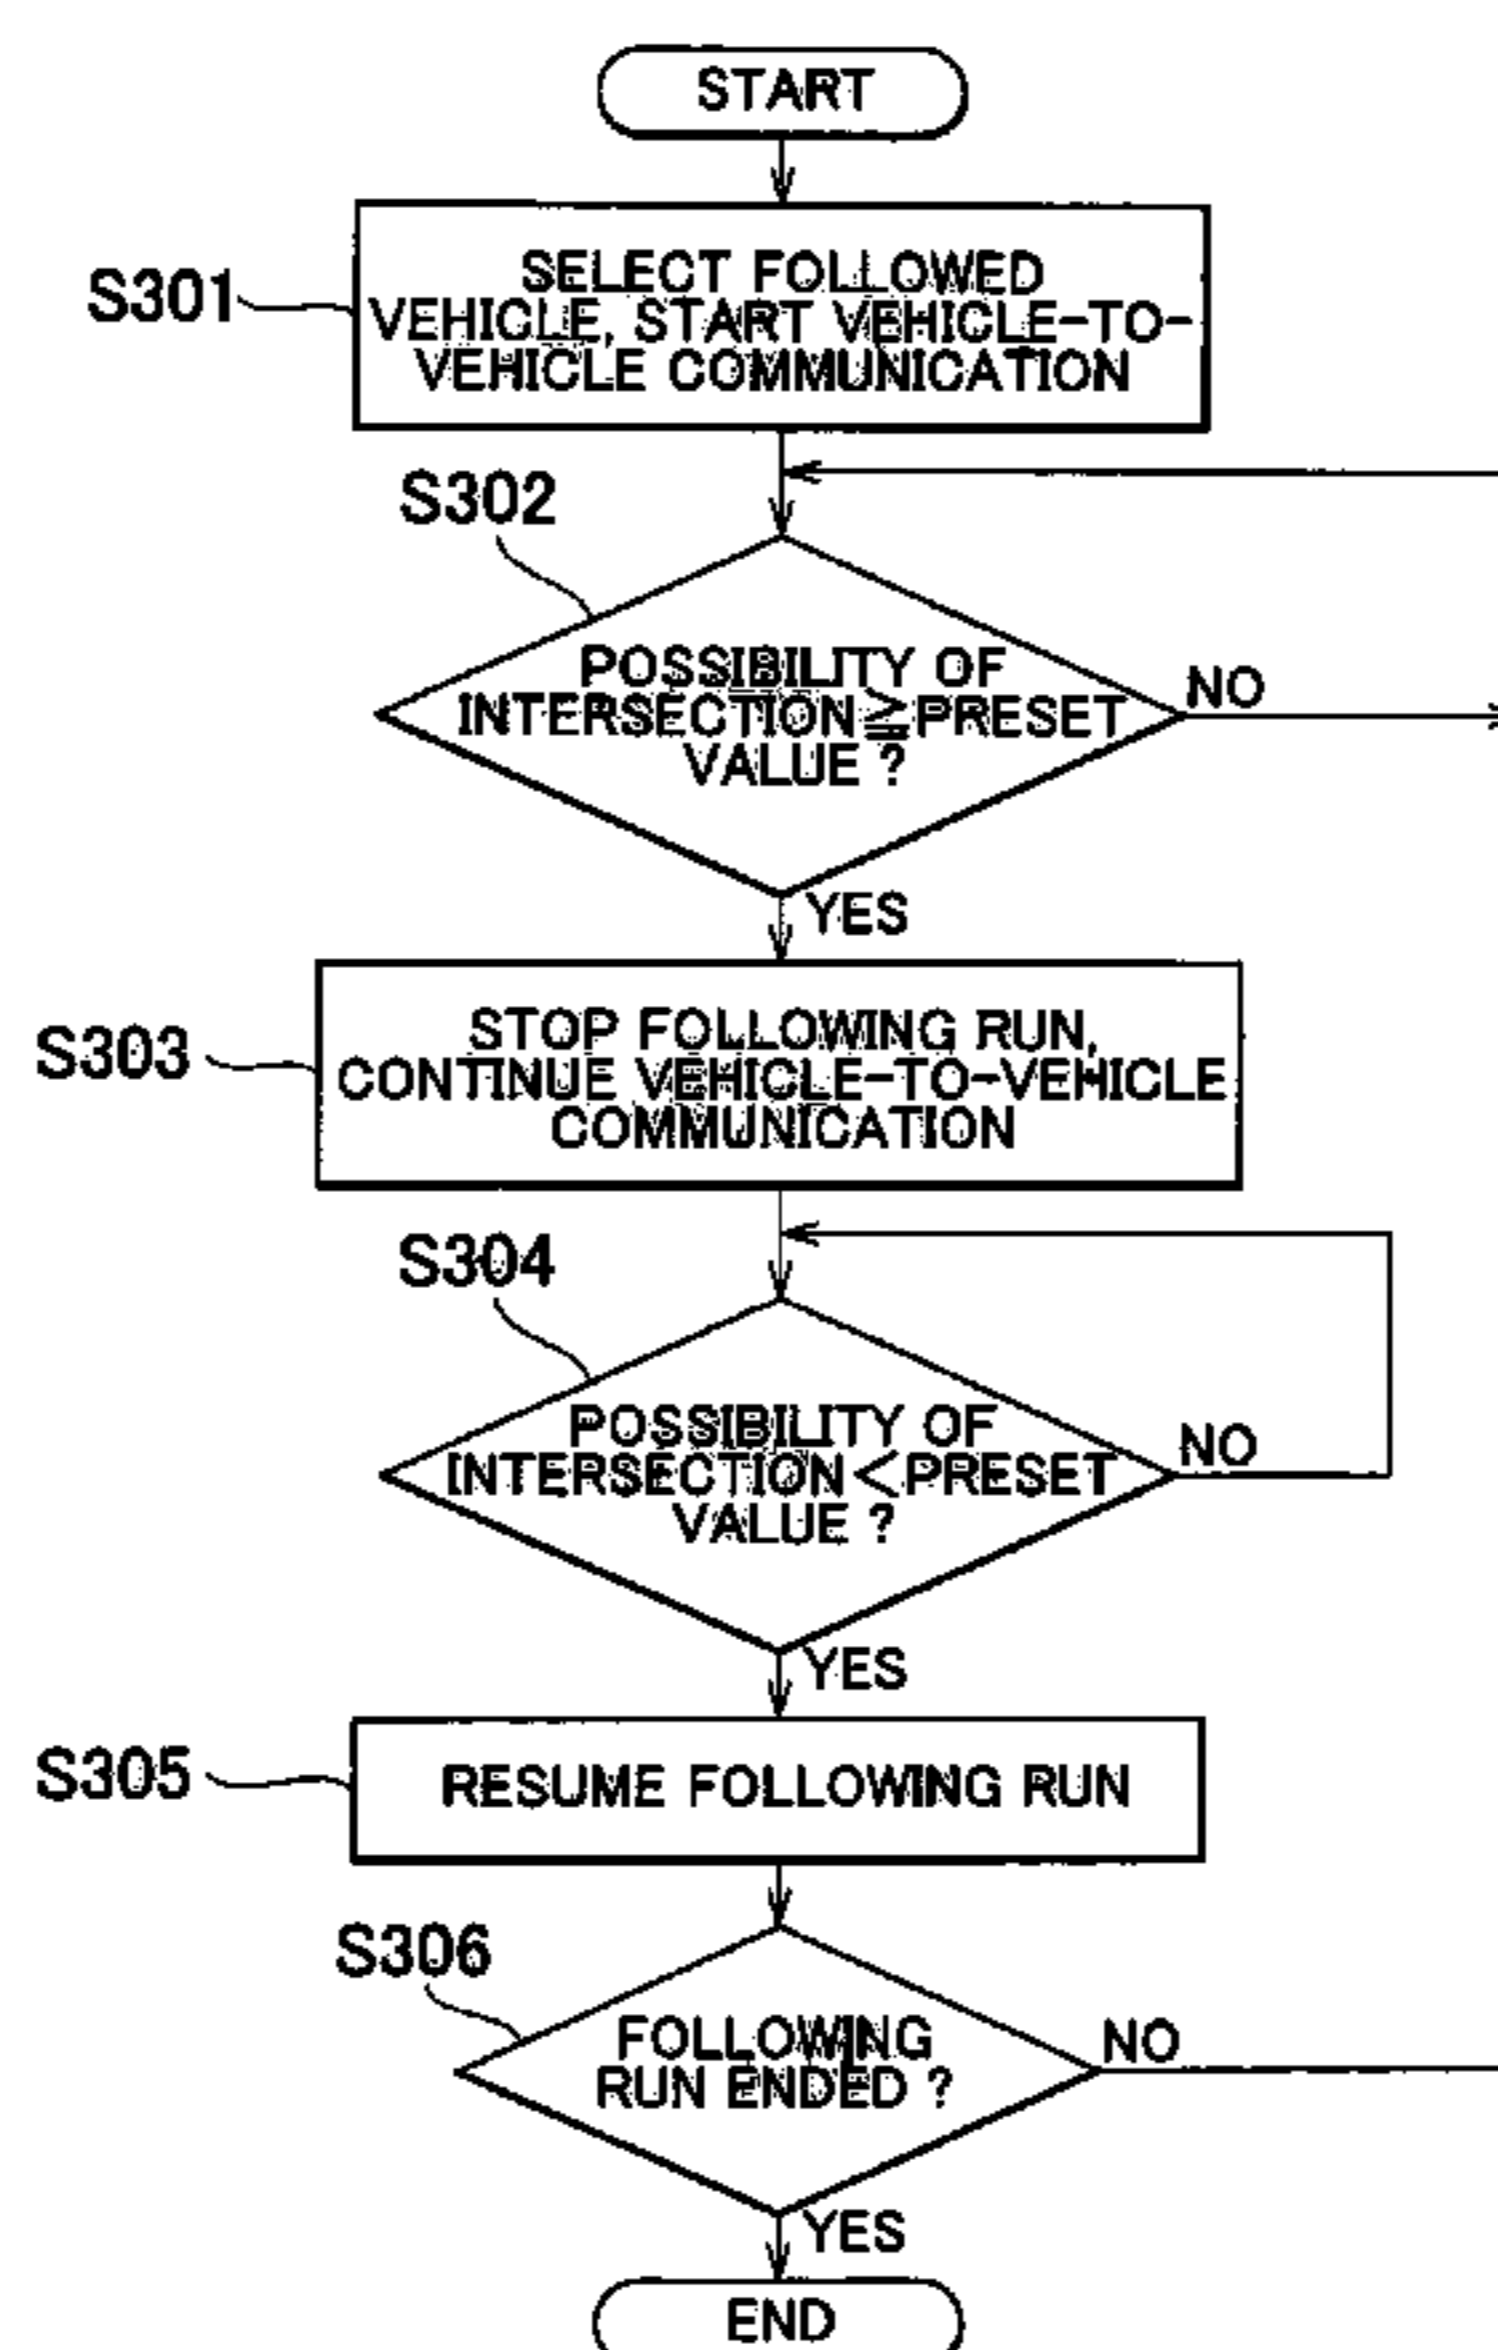 START
S301
SELECT FOLLOWED
VEHICLE, START VEHICLE-TO-
VEHICLE COMMUNICATION
S302
POSSIBILITY OF
INTERSECTION≧PRESET
VALUE ?
NO
YES
S303
STOP FOLLOWING RUN,
CONTINUE VEHICLE-TO-VEHICLE
COMMUNICATION
S304
POSSIBILITY OF
INTERSECTION<PRESET
VALUE ?
NO
YES
S305
RESUME FOLLOWING RUN
S306
FOLLOWING
RUN ENDED ?
NO
YES
END